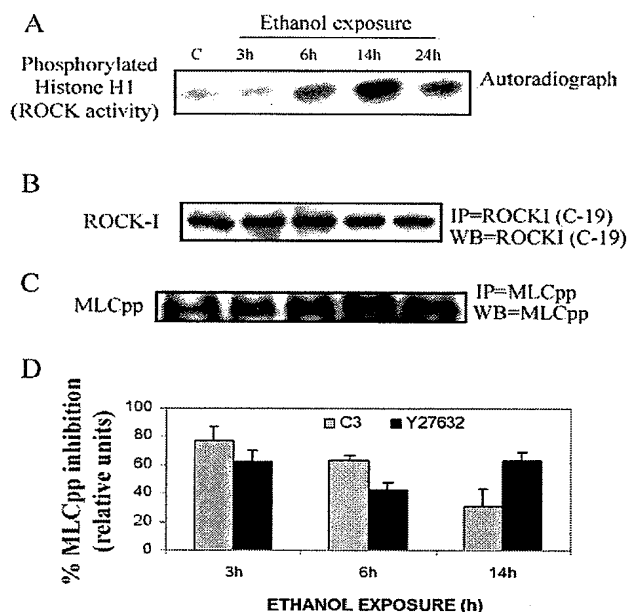 A
Ethanol exposure
C 3h 6h 14h 24h
Phosphorylated
Histone H1
(ROCK activity)
Autoradiograph
B
ROCK-I
IP=ROCKI (C-19)
WB=ROCKI (C-19)
C
MLCpp
IP=MLCpp
WB=MLCpp
D
% MLCpp inhibition
(relative units)
100
80
60
40
20
0
C3 Y27632
3h 6h 14h
ETHANOL EXPOSURE (h)